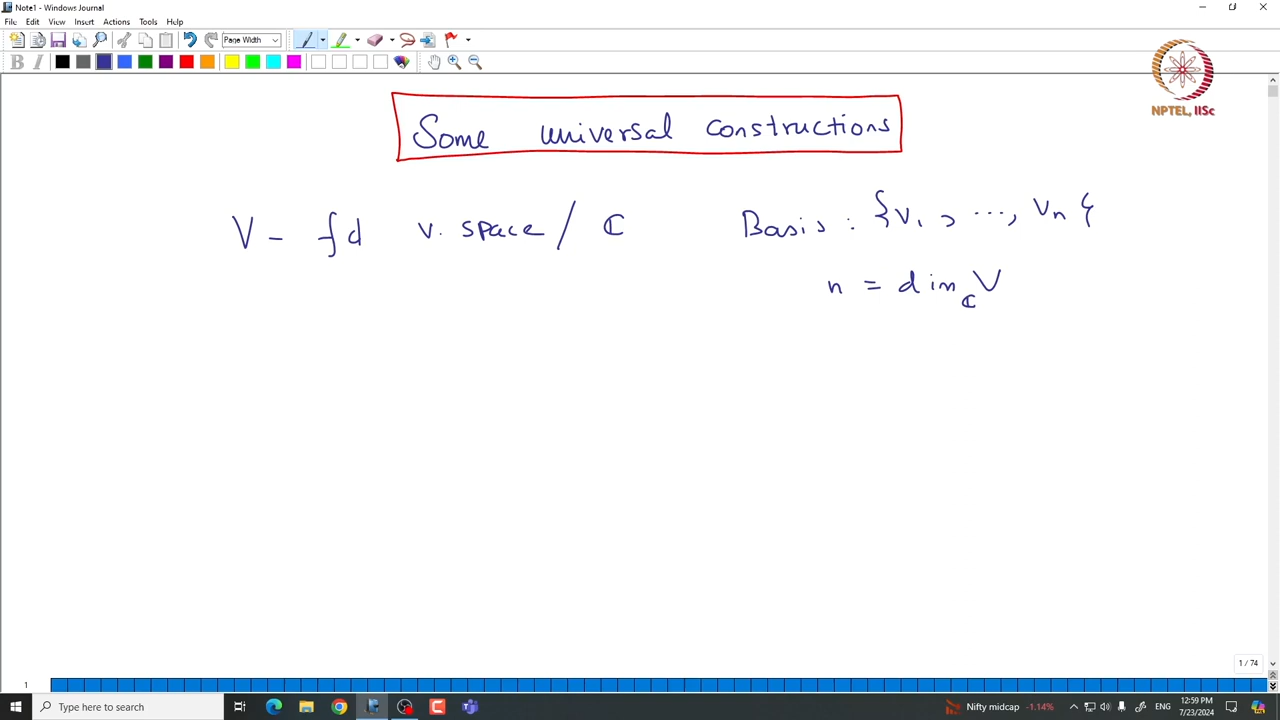 Note1 - Windows Journal
File Edit View Insert Actions Tools Help
Page Width
B I
NPTEL, IISc
Some universal constructions
V - fd v. space / ℂ Basis : {v₁, ..., vₙ}
n = dim_ℂ V
1 / 74
1
Type here to search
Nifty midcap -1.14% ENG 12:59 PM
7/23/2024